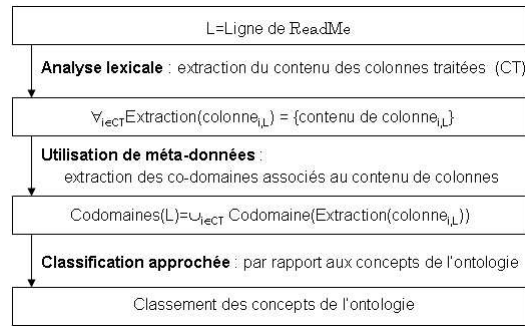 L=Ligne de ReadMe
Analyse lexicale : extraction du contenu des colonnes traitées (CT)
∀i∈CTExtraction(colonnei,L) = {contenu de colonnei,L}
Utilisation de méta-données :
extraction des co-domaines associés au contenu de colonnes
Codomaines(L)=∪i∈CT Codomaine(Extraction(colonnei,L))
Classification approchée : par rapport aux concepts de l'ontologie
Classement des concepts de l'ontologie